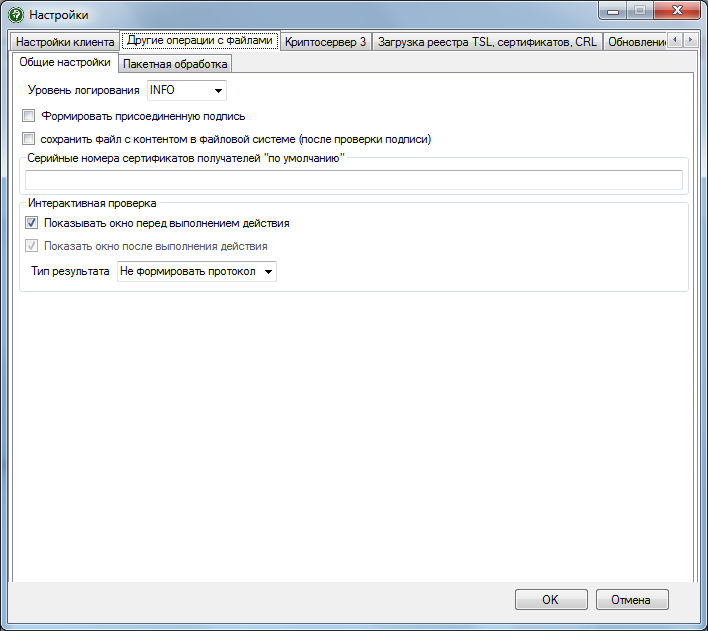 Настройки
Настройки клиента Другие операции с файлами Криптосервер 3 Загрузка реестра TSL, сертификатов, CRL Обновлени
Общие настройки Пакетная обработка
Уровень логирования INFO
Формировать присоединенную подпись
сохранить файл с контентом в файловой системе (после проверки подписи)
Серийные номера сертификатов получателей "по умолчанию"
Интерактивная проверка
Показывать окно перед выполнением действия
Показать окно после выполнения действия
Тип результата Не формировать протокол
OK Отмена